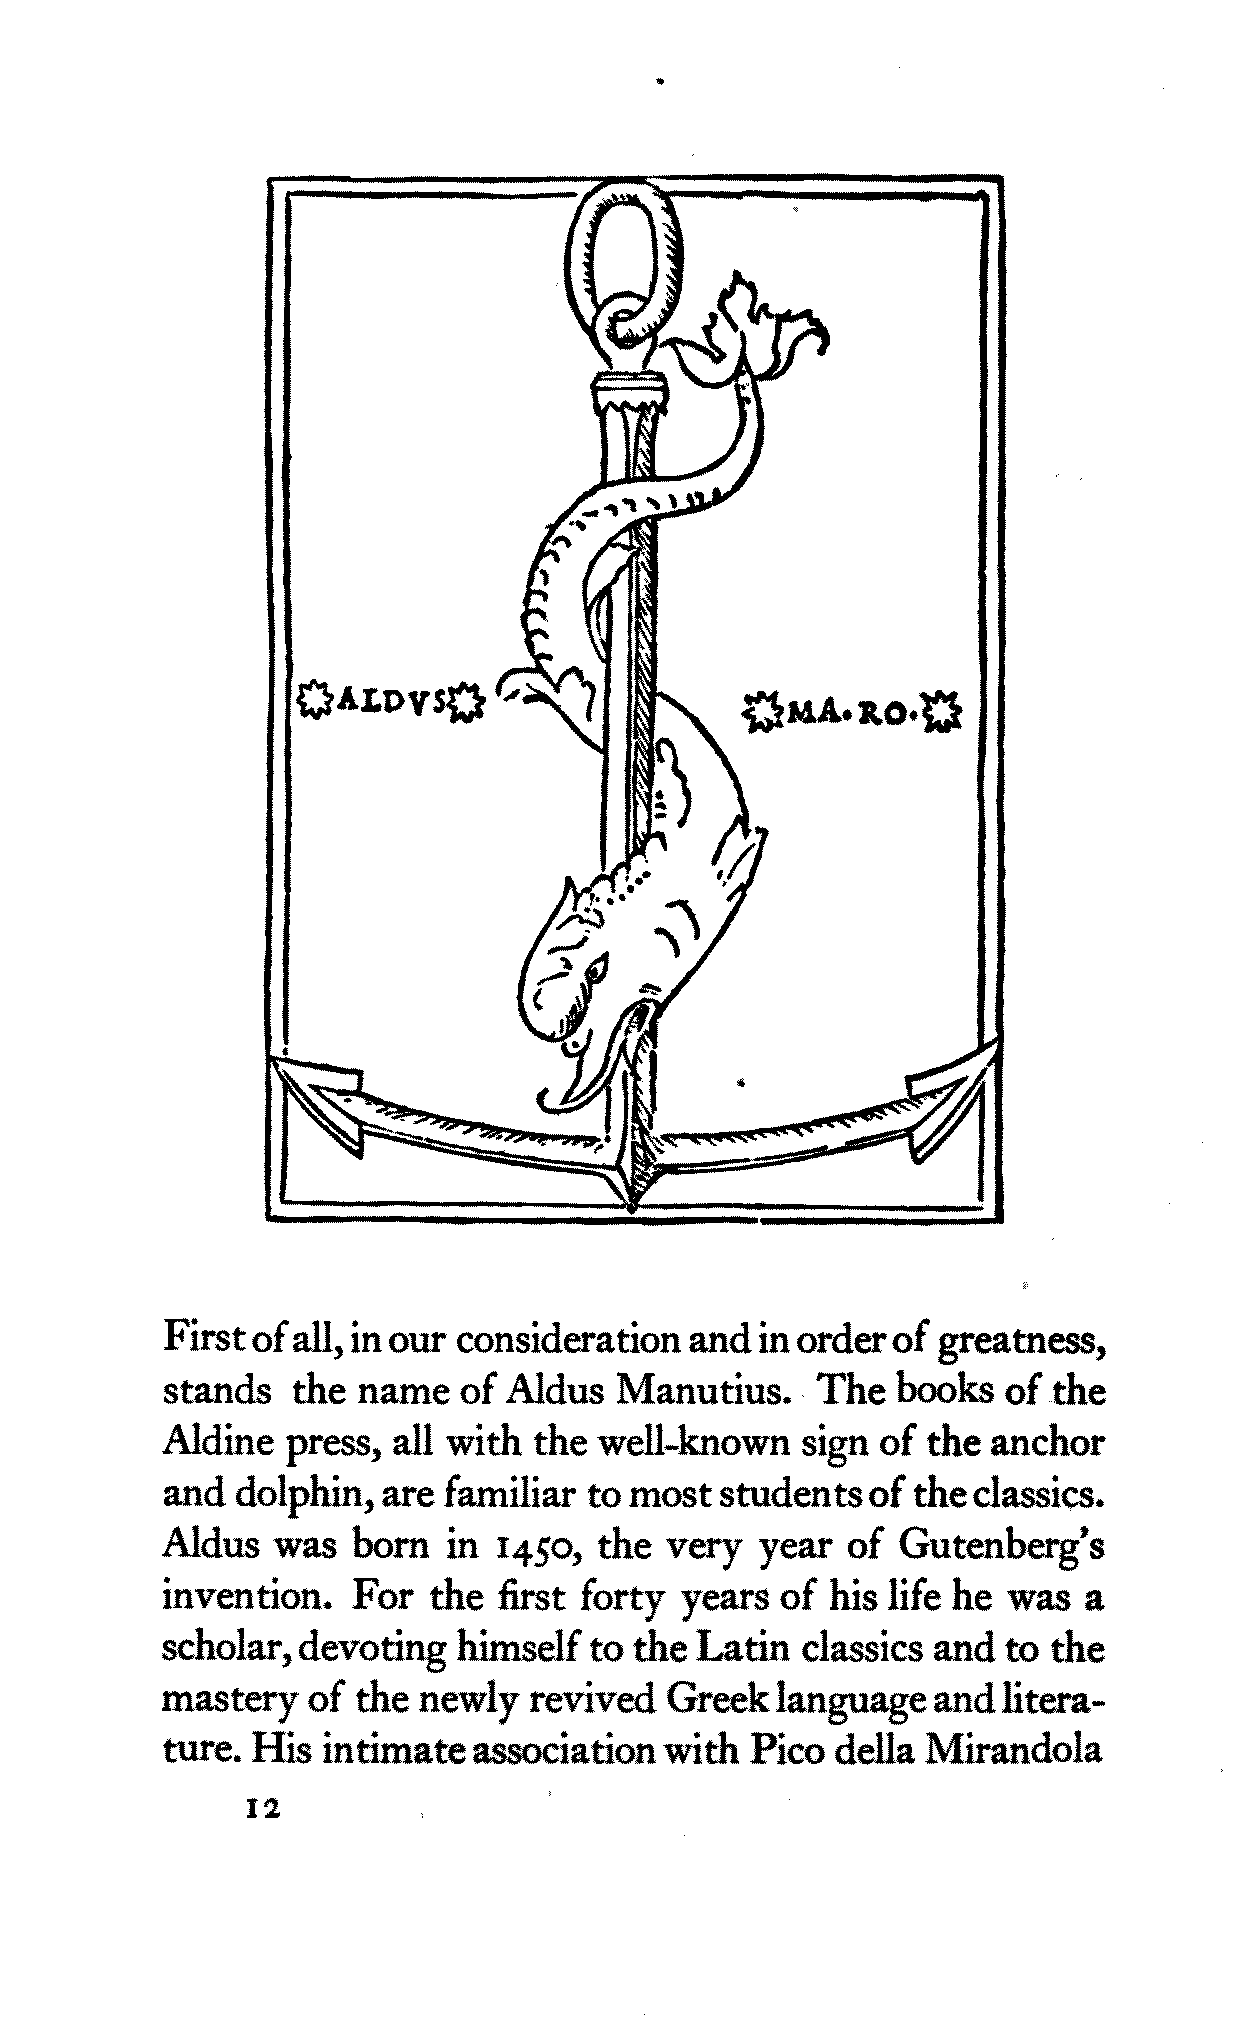 ALDVS MA.RO.
First of all, in our consideration and in order of greatness,
stands the name of Aldus Manutius. The books of the
Aldine press, all with the well-known sign of the anchor
and dolphin, are familiar to most students of the classics.
Aldus was born in 1450, the very year of Gutenberg's
invention. For the first forty years of his life he was a
scholar, devoting himself to the Latin classics and to the
mastery of the newly revived Greek language and litera-
ture. His intimate association with Pico della Mirandola
12